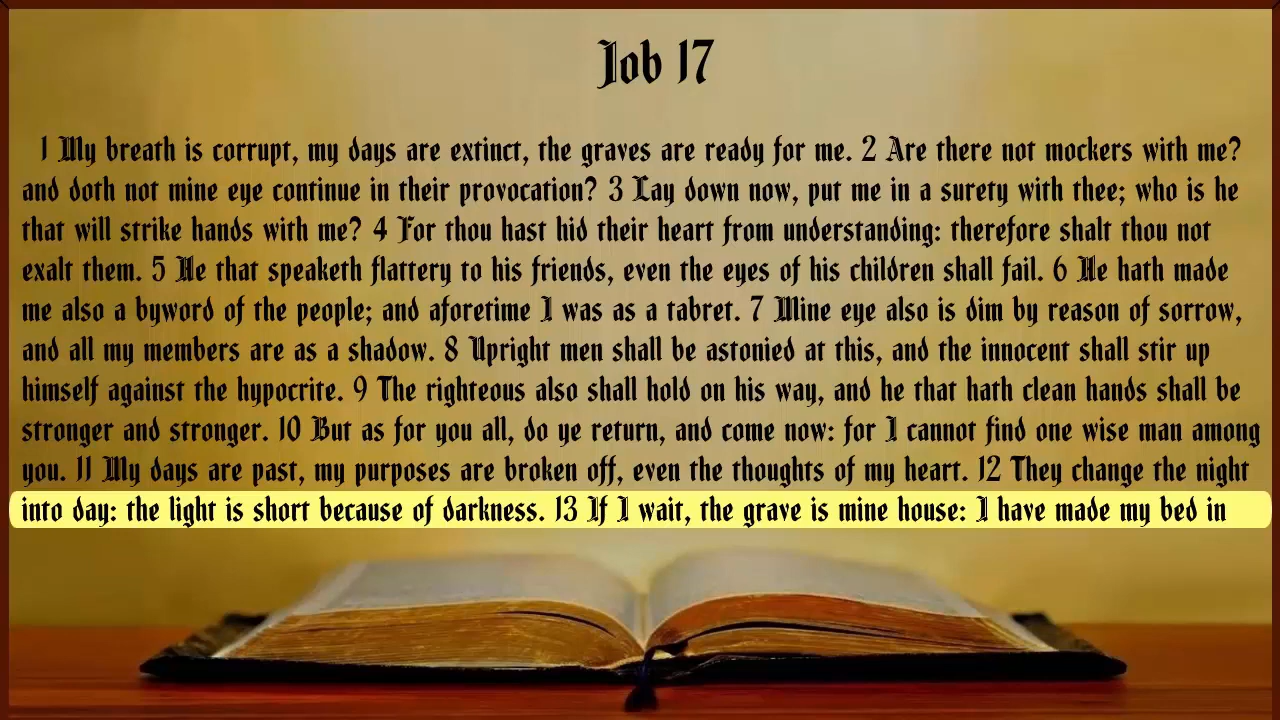 Job 17
1 My breath is corrupt, my days are extinct, the graves are ready for me. 2 Are there not mockers with me?
and doth not mine eye continue in their provocation? 3 Lay down now, put me in a surety with thee; who is he
that will strike hands with me? 4 For thou hast hid their heart from understanding: therefore shalt thou not
exalt them. 5 He that speaketh flattery to his friends, even the eyes of his children shall fail. 6 He hath made
me also a byword of the people; and aforetime I was as a tabret. 7 Mine eye also is dim by reason of sorrow,
and all my members are as a shadow. 8 Upright men shall be astonied at this, and the innocent shall stir up
himself against the hypocrite. 9 The righteous also shall hold on his way, and he that hath clean hands shall be
stronger and stronger. 10 But as for you all, do ye return, and come now: for I cannot find one wise man among
you. 11 My days are past, my purposes are broken off, even the thoughts of my heart. 12 They change the night
into day: the light is short because of darkness. 13 If I wait, the grave is mine house: I have made my bed in